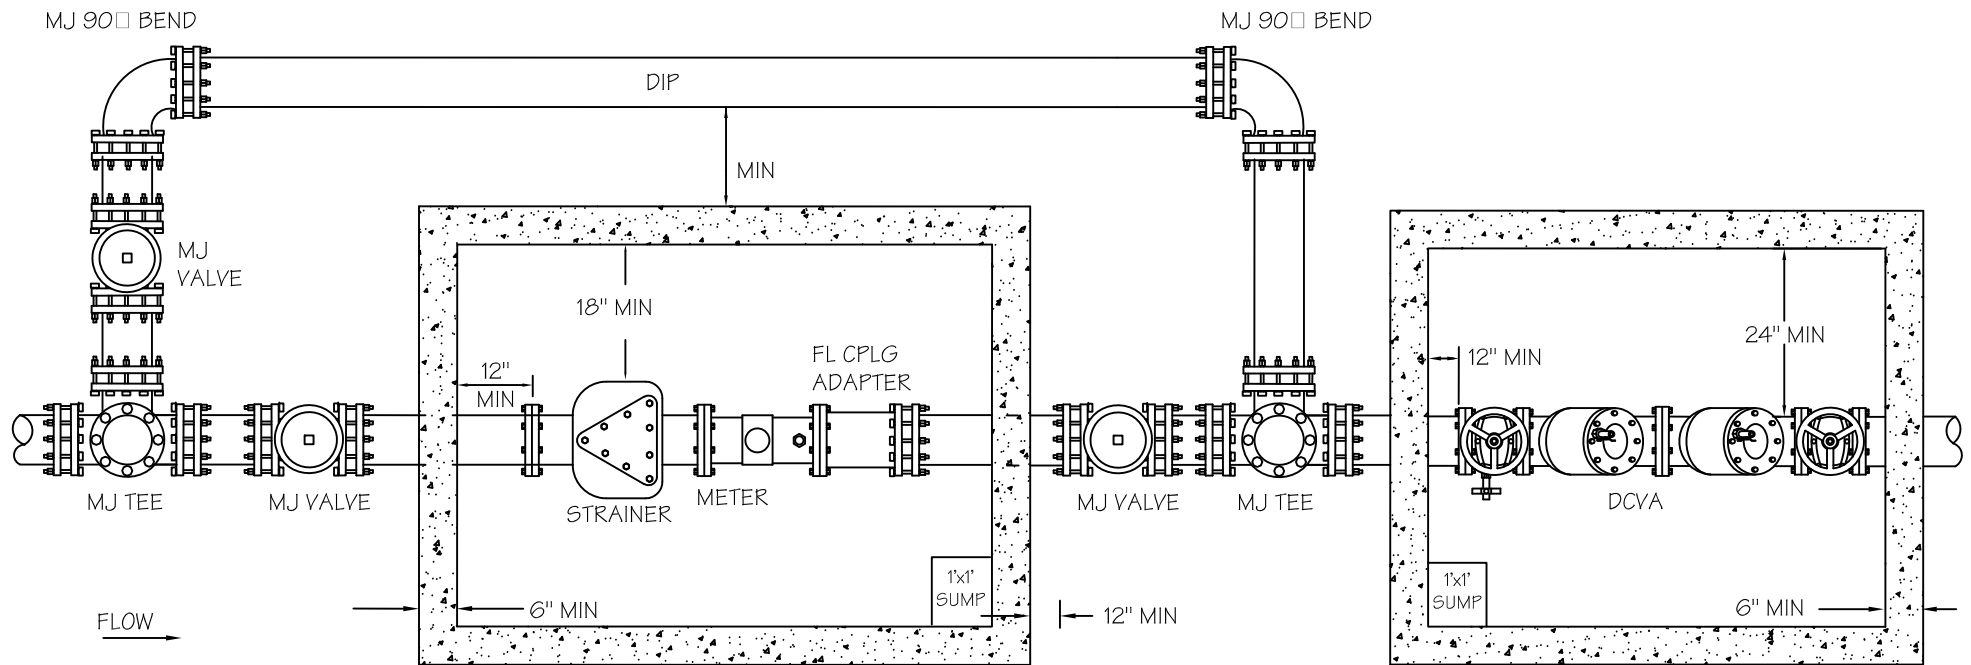 MJ 90□ BEND
MJ 90□ BEND
DIP
MIN
MJ
VALVE
18" MIN
24" MIN
12"
MIN
FL CPLG
ADAPTER
12" MIN
MJ TEE
MJ VALVE
STRAINER
METER
MJ VALVE
MJ TEE
DCVA
1'x1'
SUMP
1'x1'
SUMP
6" MIN
12" MIN
6" MIN
FLOW